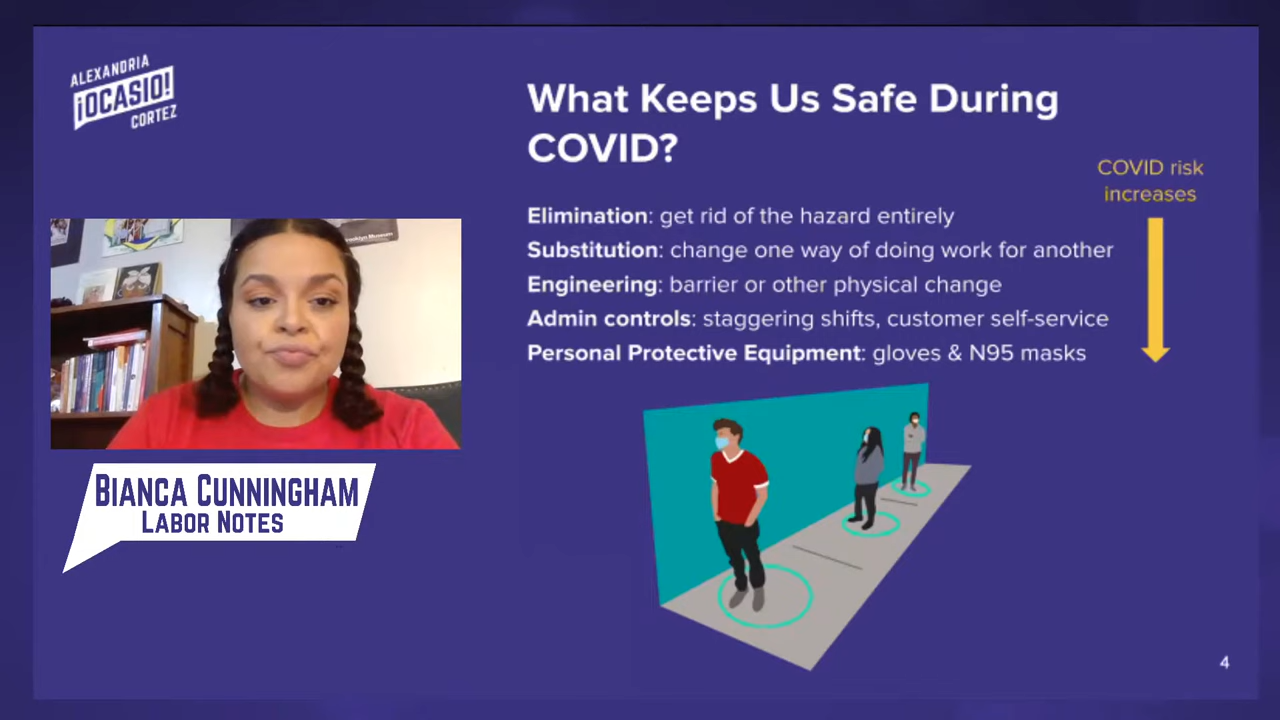 ALEXANDRIA
¡OCASIO!
CORTEZ
What Keeps Us Safe During
COVID?
COVID risk
increases
Elimination: get rid of the hazard entirely
Substitution: change one way of doing work for another
Engineering: barrier or other physical change
Admin controls: staggering shifts, customer self-service
Personal Protective Equipment: gloves & N95 masks
BIANCA CUNNINGHAM
LABOR NOTES
4